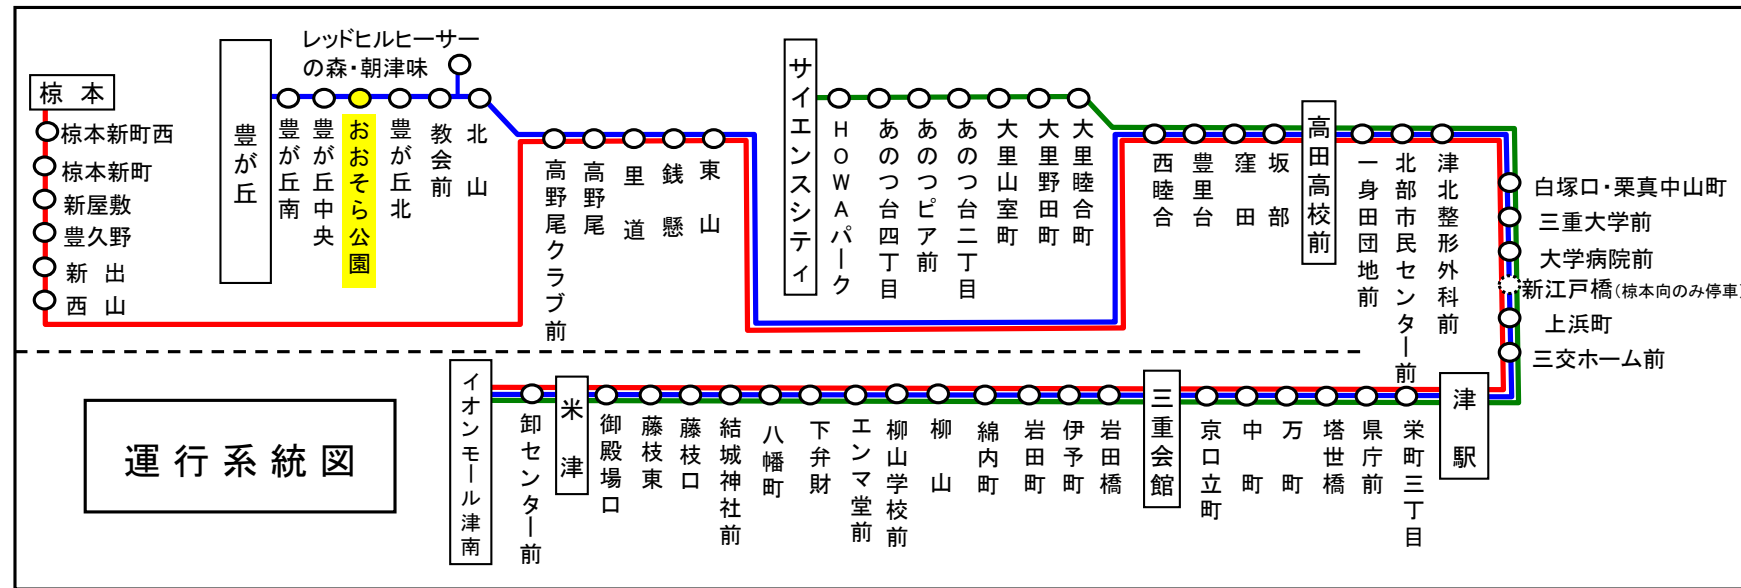 レッドヒルヒーサー
の森・朝津味
椋本
椋本新町西
椋本新町
新屋敷
豊久野
新出
西山
豊が丘
豊が丘南
豊が丘中央
おおそら公園
豊が丘北
教会前
北山
高野尾クラブ前
高野尾
里道
銭懸
東山
サイエンスシティ
HOWAパーク
あのつ台四丁目
あのつピア前
あのつ台二丁目
大里山室町
大里野田町
大里睦合町
西睦合
豊里台
窪田
坂部
高田高校前
一身田団地前
北部市民センター前
津北整形外科前
白塚口・栗真中山町
三重大学前
大学病院前
新江戸橋(椋本向のみ停車)
上浜町
三交ホーム前
運行系統図
イオンモール津南
卸センター前
米津
御殿場口
藤枝東
藤枝口
結城神社前
八幡町
下弁財
エンマ堂前
柳山学校前
柳山
綿内町
岩田町
伊予町
岩田橋
三重会館
京口立町
中町
万町
塔世橋
県庁前
栄町三丁目
津駅